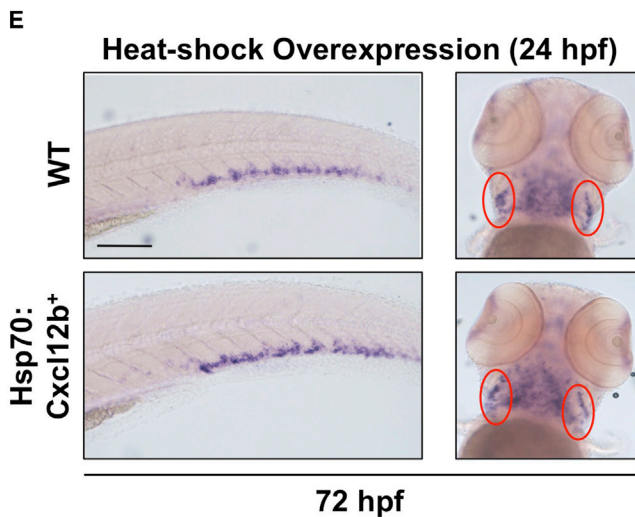 E
Heat-shock Overexpression (24 hpf)
WT
Hsp70:
Cxcl12b⁺
72 hpf